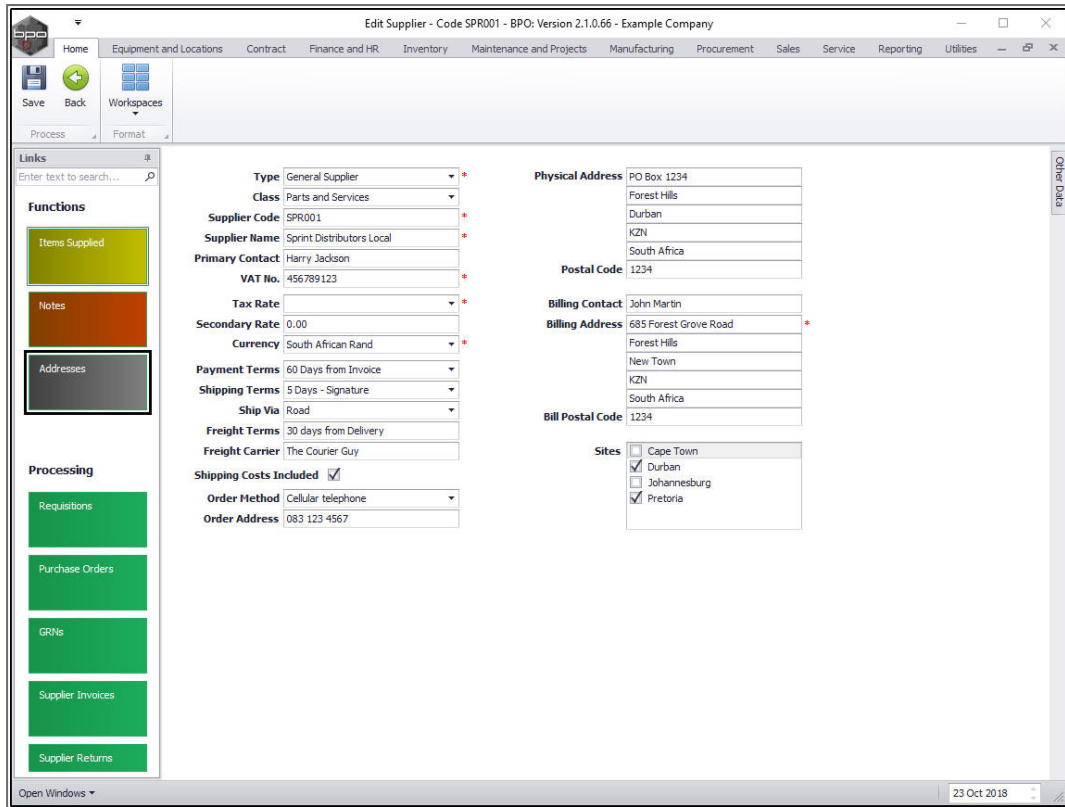 bpo
Edit Supplier - Code SPR001 - BPO: Version 2.1.0.66 - Example Company
Home Equipment and Locations Contract Finance and HR Inventory Maintenance and Projects Manufacturing Procurement Sales Service Reporting Utilities
Save Back Workspaces
Process Format
Links
Enter text to search...
Functions
Items Supplied
Notes
Addresses
Processing
Requisitions
Purchase Orders
GRNs
Supplier Invoices
Supplier Returns
Type General Supplier *
Class Parts and Services
Supplier Code SPR001 *
Supplier Name Sprint Distributors Local *
Primary Contact Harry Jackson
VAT No. 456789123 *
Tax Rate *
Secondary Rate 0.00
Currency South African Rand *
Payment Terms 60 Days from Invoice
Shipping Terms 5 Days - Signature
Ship Via Road
Freight Terms 30 days from Delivery
Freight Carrier The Courier Guy
Shipping Costs Included
Order Method Cellular telephone
Order Address 083 123 4567
Physical Address PO Box 1234
Forest Hills
Durban
KZN
South Africa
Postal Code 1234
Billing Contact John Martin
Billing Address 685 Forest Grove Road *
Forest Hills
New Town
KZN
South Africa
Bill Postal Code 1234
Sites Cape Town
Durban
Johannesburg
Pretoria
Other Data
Open Windows 23 Oct 2018